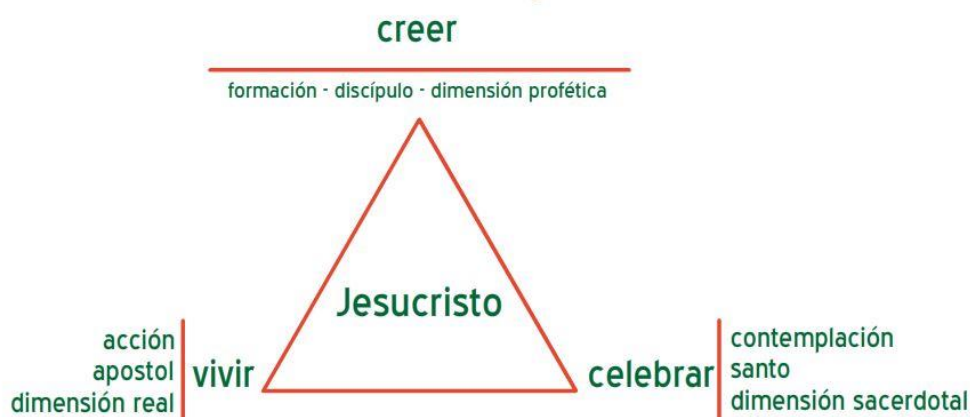 creer
formación - discípulo - dimensión profética
Jesucristo
acción
apostol
dimensión real
vivir
celebrar
contemplación
santo
dimensión sacerdotal